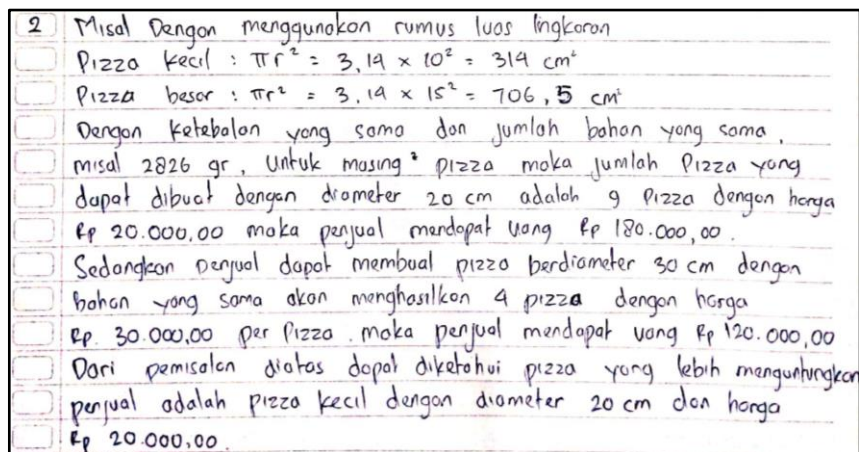 2 Misal Dengan menggunakan rumus luas lingkaran
Pizza kecil : πr² = 3,14 × 10² = 314 cm²
Pizza besar : πr² = 3,14 × 15² = 706,5 cm²
Dengan ketebalan yang sama dan jumlah bahan yang sama,
misal 2826 gr, Untuk masing² pizza maka jumlah Pizza yang
dapat dibuat dengan diameter 20 cm adalah 9 Pizza dengan harga
Rp 20.000,00 maka penjual mendapat uang Rp 180.000,00.
Sedangkan Penjual dapat membuat pizza berdiameter 30 cm dengan
bahan yang sama akan menghasilkan 4 pizza dengan harga
Rp. 30.000,00 per Pizza. maka penjual mendapat uang Rp 120.000,00
Dari pemisalan diatas dapat diketahui pizza yang lebih menguntungkan
penjual adalah pizza kecil dengan diameter 20 cm dan harga
Rp 20.000,00.